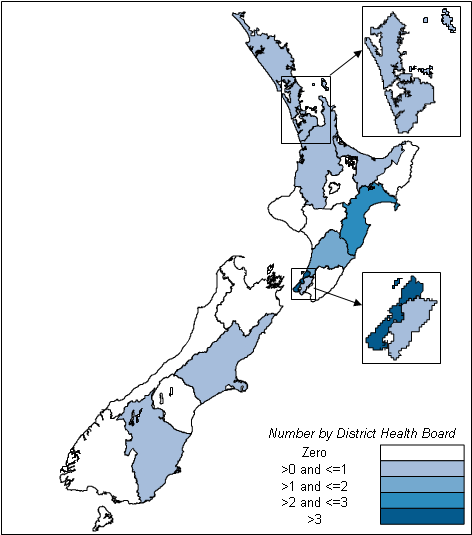 Number by District Health Board
Zero
>0 and <=1
>1 and <=2
>2 and <=3
>3